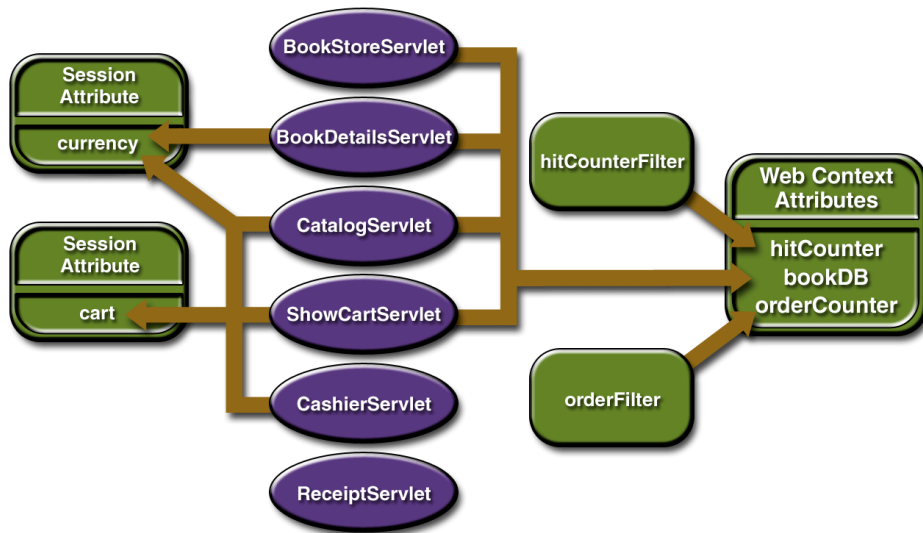 BookStoreServlet
Session
Attribute
currency
BookDetailsServlet
hitCounterFilter
Web Context
Attributes
CatalogServlet
Session
Attribute
cart
hitCounter
bookDB
orderCounter
ShowCartServlet
CashierServlet
orderFilter
ReceiptServlet